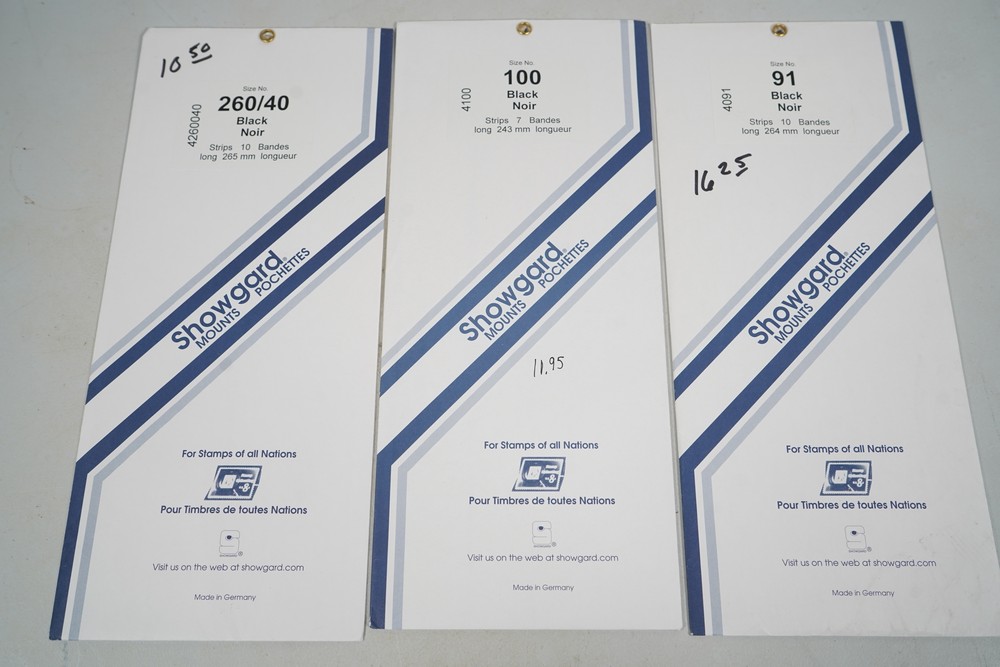 10 50
Size No.
260/40
Black
Noir
4260040
Strips 10 Bandes
long 265 mm longueur
Showgard®
MOUNTS POCHETTES
For Stamps of all Nations
Pour Timbres de toutes Nations
Visit us on the web at showgard.com
Made in Germany
Size No.
100
Black
Noir
4100
Strips 7 Bandes
long 243 mm longueur
Showgard®
MOUNTS POCHETTES
11.95
For Stamps of all Nations
Pour Timbres de toutes Nations
Visit us on the web at showgard.com
Made in Germany
Size No.
91
Black
Noir
4091
Strips 10 Bandes
long 264 mm longueur
16 25
Showgard®
MOUNTS POCHETTES
For Stamps of all Nations
Pour Timbres de toutes Nations
Visit us on the web at showgard.com
Made in Germany